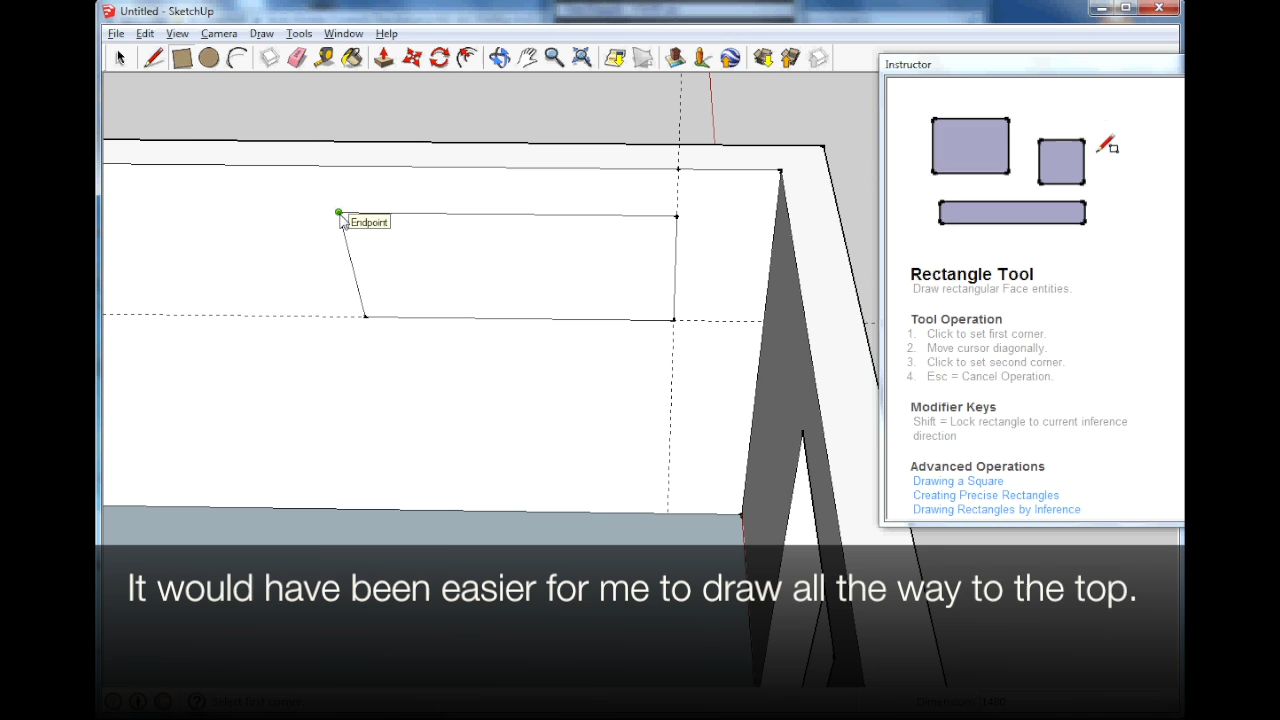 Untitled - SketchUp
File Edit View Camera Draw Tools Window Help
Instructor
Endpoint
Rectangle Tool
Draw rectangular Face entities.
Tool Operation
1. Click to set first corner.
2. Move cursor diagonally.
3. Click to set second corner.
4. Esc = Cancel Operation.
Modifier Keys
Shift = Lock rectangle to current inference
direction
Advanced Operations
Drawing a Square
Creating Precise Rectangles
Drawing Rectangles by Inference
It would have been easier for me to draw all the way to the top.
Select first corner.